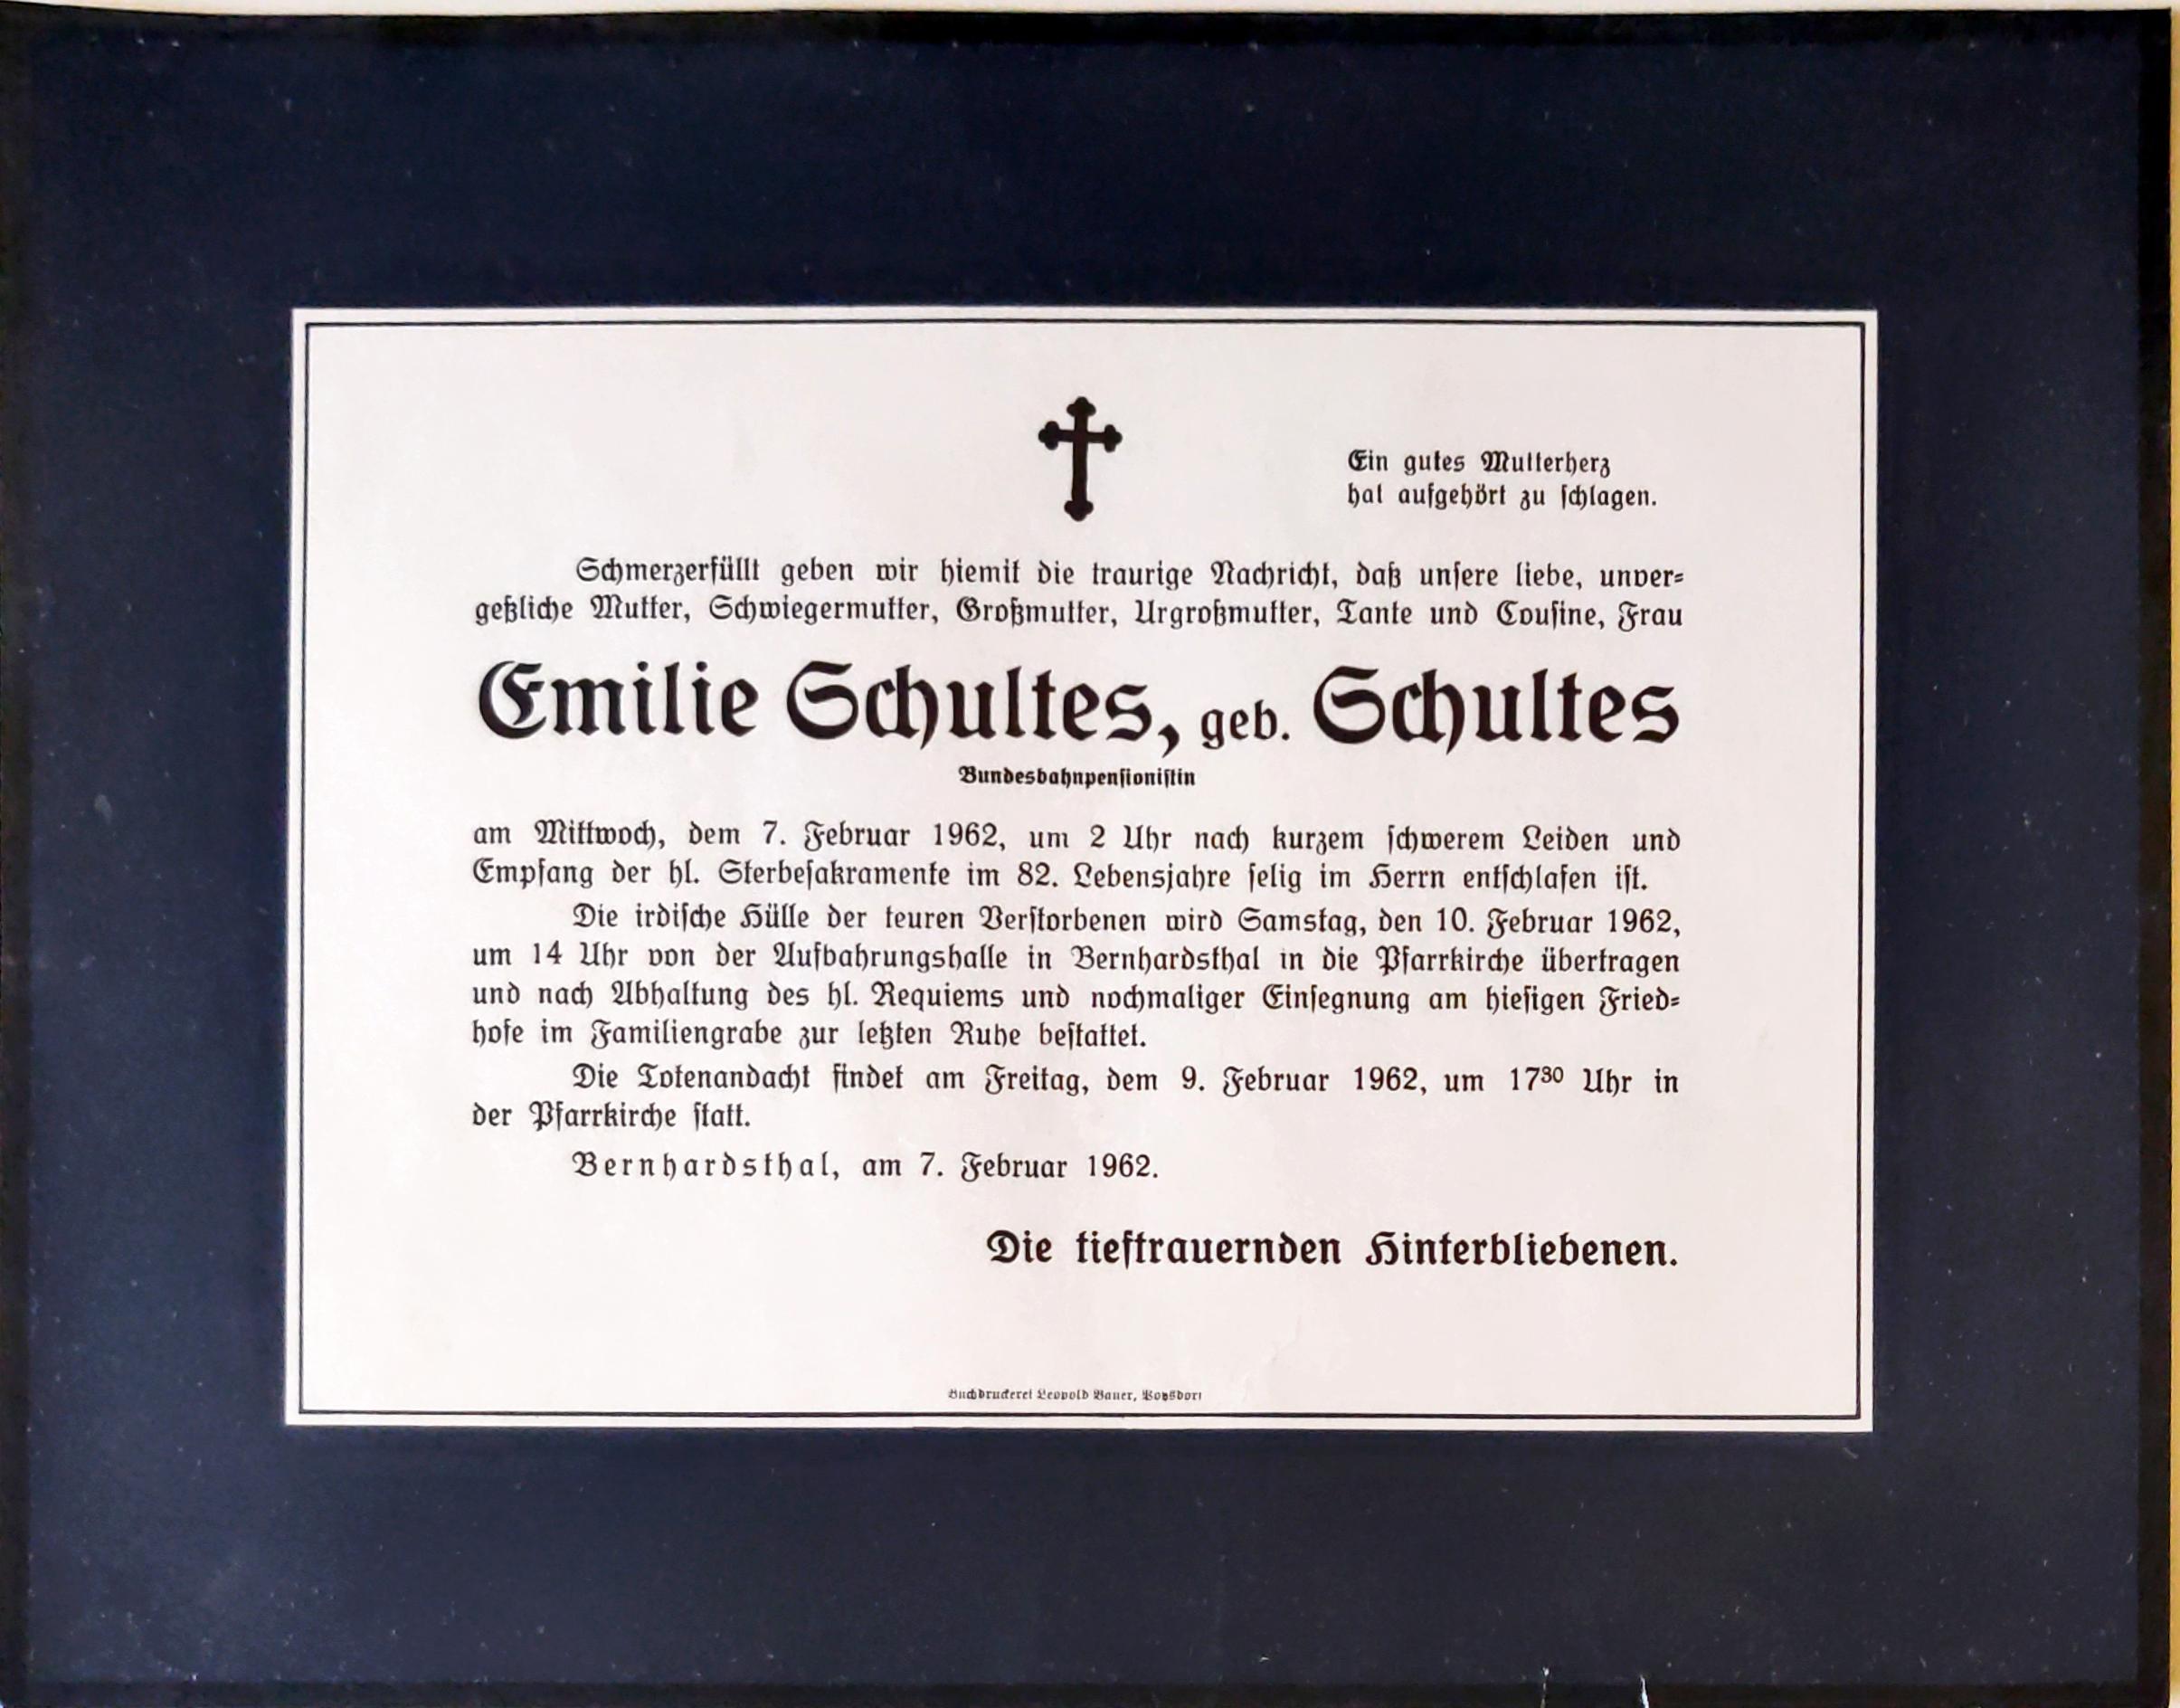 Ein gutes Mutterherz
hat aufgehört zu schlagen.
Schmerzerfüllt geben wir hiemit die traurige Nachricht, daß unsere liebe, unver-
geßliche Mutter, Schwiegermutter, Großmutter, Urgroßmutter, Tante und Cousine, Frau
Emilie Schultes, geb. Schultes
Bundesbahnpensionistin
am Mittwoch, dem 7. Februar 1962, um 2 Uhr nach kurzem schwerem Leiden und
Empfang der hl. Sterbesakramente im 82. Lebensjahre selig im Herrn entschlafen ist.
Die irdische Hülle der teuren Verstorbenen wird Samstag, den 10. Februar 1962,
um 14 Uhr von der Aufbahrungshalle in Bernhardsthal in die Pfarrkirche übertragen
und nach Abhaltung des hl. Requiems und nochmaliger Einsegnung am hiesigen Fried-
hofe im Familiengrabe zur letzten Ruhe bestattet.
Die Totenandacht findet am Freitag, dem 9. Februar 1962, um 17³⁰ Uhr in
der Pfarrkirche statt.
Bernhardsthal, am 7. Februar 1962.
Die tieftrauernden Hinterbliebenen.
Buchdruckerei Leopold Bauer, Poysdorf